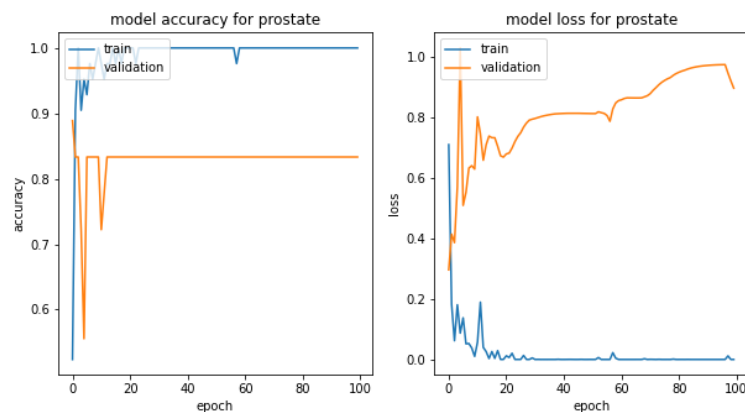 model accuracy for prostate
train
validation
1.0
0.9
0.8
0.7
0.6
accuracy
0 20 40 60 80 100
epoch
model loss for prostate
train
validation
1.0
0.8
0.6
0.4
0.2
0.0
loss
0 20 40 60 80 100
epoch